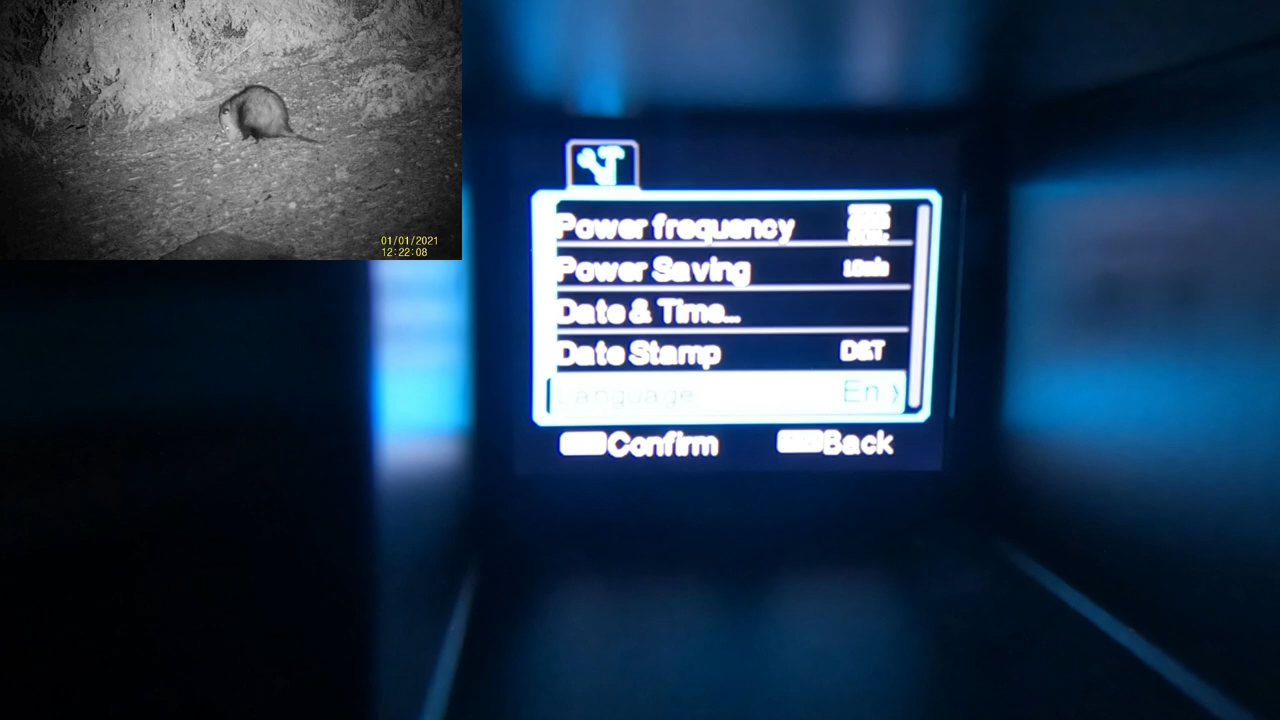 01/01/2021
12:22:08
Power frequency
Power Saving
Date & Time...
Date Stamp D&T
Language En
Confirm
Back